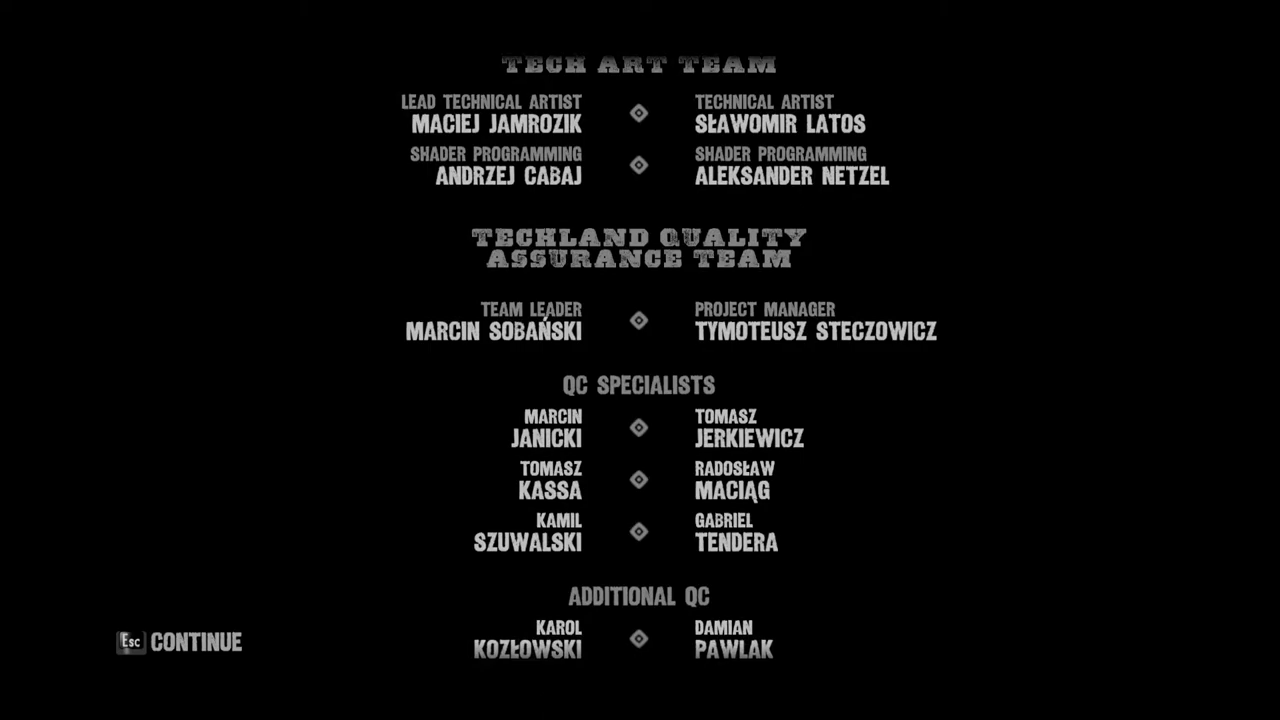 TECH ART TEAM
LEAD TECHNICAL ARTIST
MACIEJ JAMROZIK
TECHNICAL ARTIST
SŁAWOMIR LATOS
SHADER PROGRAMMING
ANDRZEJ CABAJ
SHADER PROGRAMMING
ALEKSANDER NETZEL
TECHLAND QUALITY
ASSURANCE TEAM
TEAM LEADER
MARCIN SOBAŃSKI
PROJECT MANAGER
TYMOTEUSZ STECZOWICZ
QC SPECIALISTS
MARCIN
JANICKI
TOMASZ
JERKIEWICZ
TOMASZ
KASSA
RADOSŁAW
MACIĄG
KAMIL
SZUWALSKI
GABRIEL
TENDERA
ADDITIONAL QC
KAROL
KOZŁOWSKI
DAMIAN
PAWLAK
Esc CONTINUE